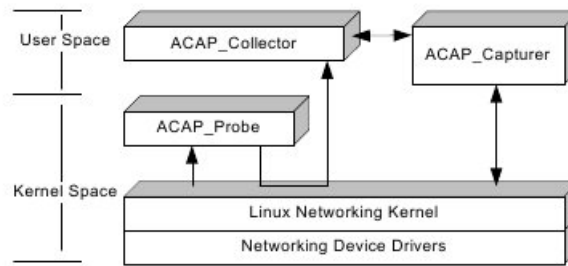 User Space
ACAP_Collector
ACAP_Capturer
ACAP_Probe
Kernel Space
Linux Networking Kernel
Networking Device Drivers